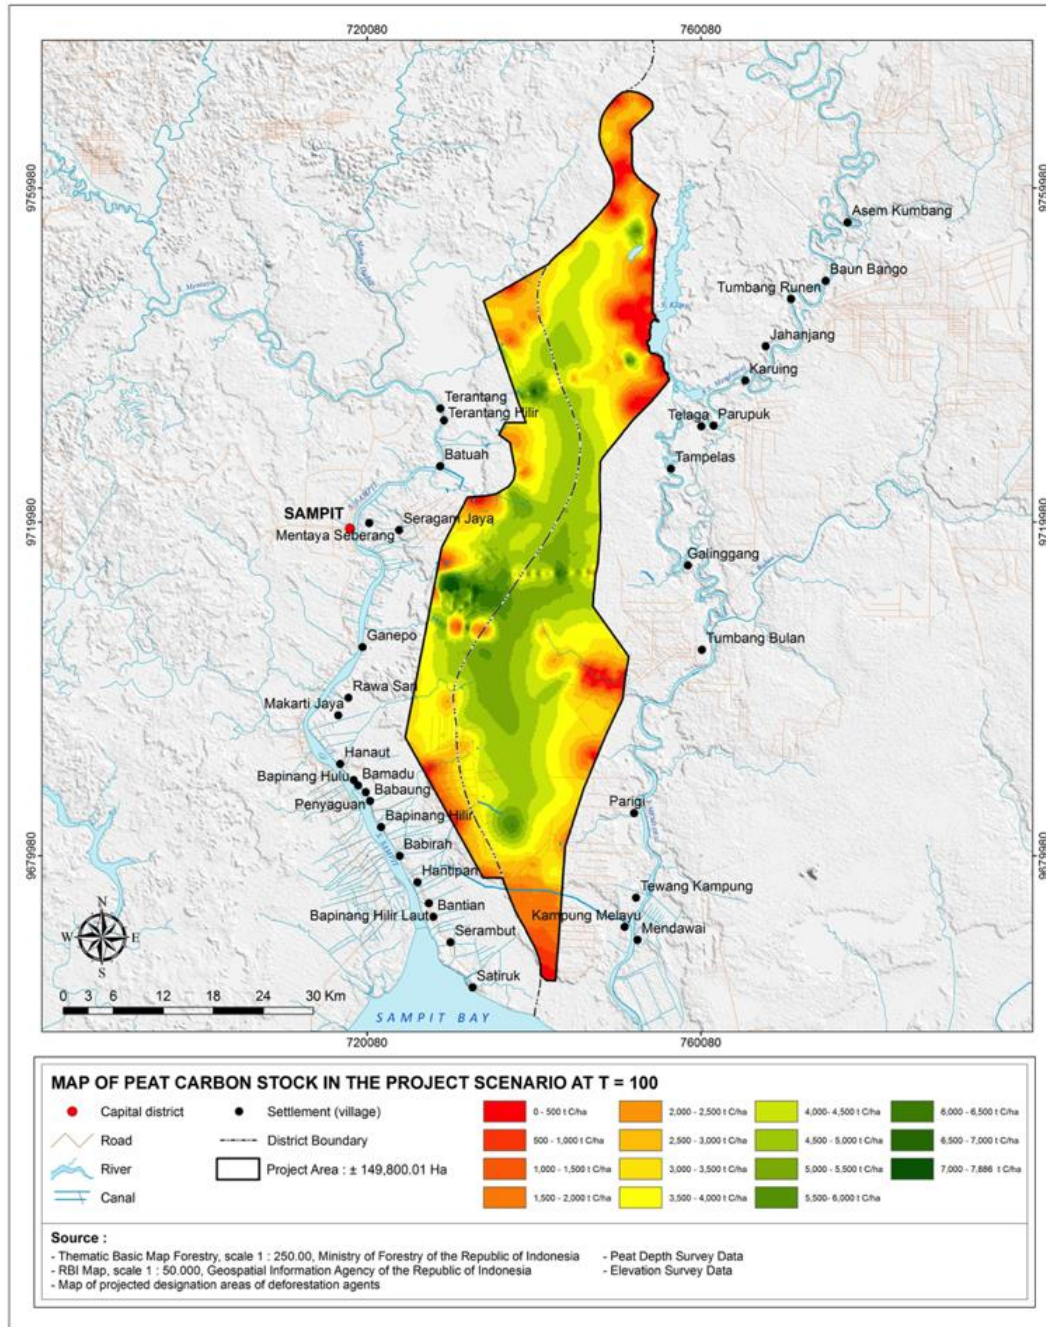 720080
760080
9759980
9759980
Asem Kumbang
Baun Bango
Tumbang Runen
Mentaya
Jahanjang
Karuing
Terantang
Terantang Hilir
Telaga
Parupuk
Batuah
Tampelas
SAMPIT
Seragam Jaya
Mentaya Seberang
9719980
9719980
Galinggang
Ganepo
Tumbang Bulan
Rawa Sari
Makarti Jaya
Hanaut
Bapinang Hulu
Bamadu
Babaung
Penyaguan
Parigi
Bapinang Hilir
Babirah
9679980
9679980
S. SAMPIT
Hantipan
Tewang Kampung
Bantian
Bapinang Hilir Laut
Kampung Melayu
Serambut
Mendawai
N
W
E
S
Satiruk
0 3 6 12 18 24 30 Km
SAMPIT BAY
720080
760080
MAP OF PEAT CARBON STOCK IN THE PROJECT SCENARIO AT T = 100
Capital district
Settlement (village)
Road
District Boundary
River
Project Area : ± 149,800.01 Ha
Canal
0 - 500 t C/ha
500 - 1,000 t C/ha
1,000 - 1,500 t C/ha
1,500 - 2,000 t C/ha
2,000 - 2,500 t C/ha
2,500 - 3,000 t C/ha
3,000 - 3,500 t C/ha
3,500 - 4,000 t C/ha
4,000- 4,500 t C/ha
4,500 - 5,000 t C/ha
5,000 - 5,500 t C/ha
5,500- 6,000 t C/ha
6,000 - 6,500 t C/ha
6,500 - 7,000 t C/ha
7,000 - 7,886 t C/ha
Source :
- Thematic Basic Map Forestry, scale 1 : 250.00, Ministry of Forestry of the Republic of Indonesia
- RBI Map, scale 1 : 50.000, Geospatial Information Agency of the Republic of Indonesia
- Map of projected designation areas of deforestation agents
- Peat Depth Survey Data
- Elevation Survey Data